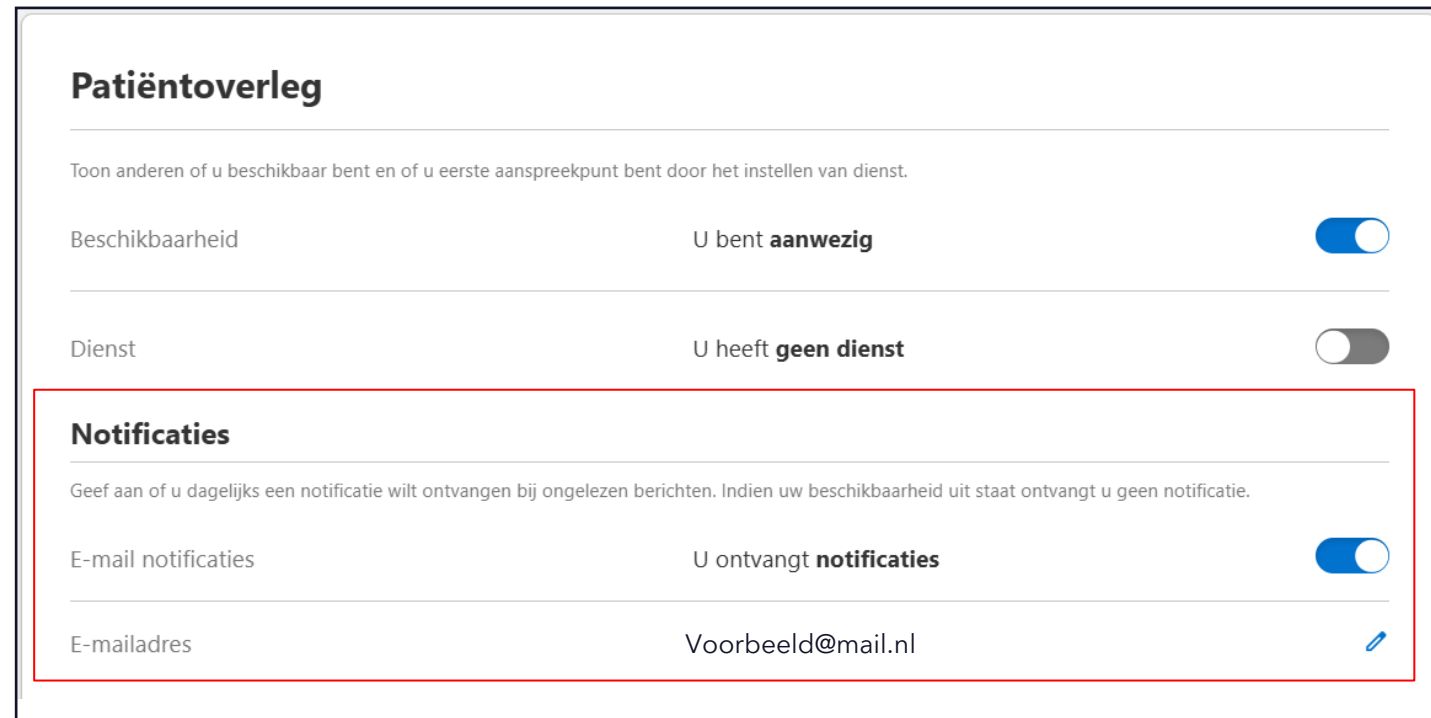 Patiëntoverleg
Toon anderen of u beschikbaar bent en of u eerste aanspreekpunt bent door het instellen van dienst.
Beschikbaarheid U bent aanwezig
Dienst U heeft geen dienst
Notificaties
Geef aan of u dagelijks een notificatie wilt ontvangen bij ongelezen berichten. Indien uw beschikbaarheid uit staat ontvangt u geen notificatie.
E-mail notificaties U ontvangt notificaties
E-mailadres Voorbeeld@mail.nl